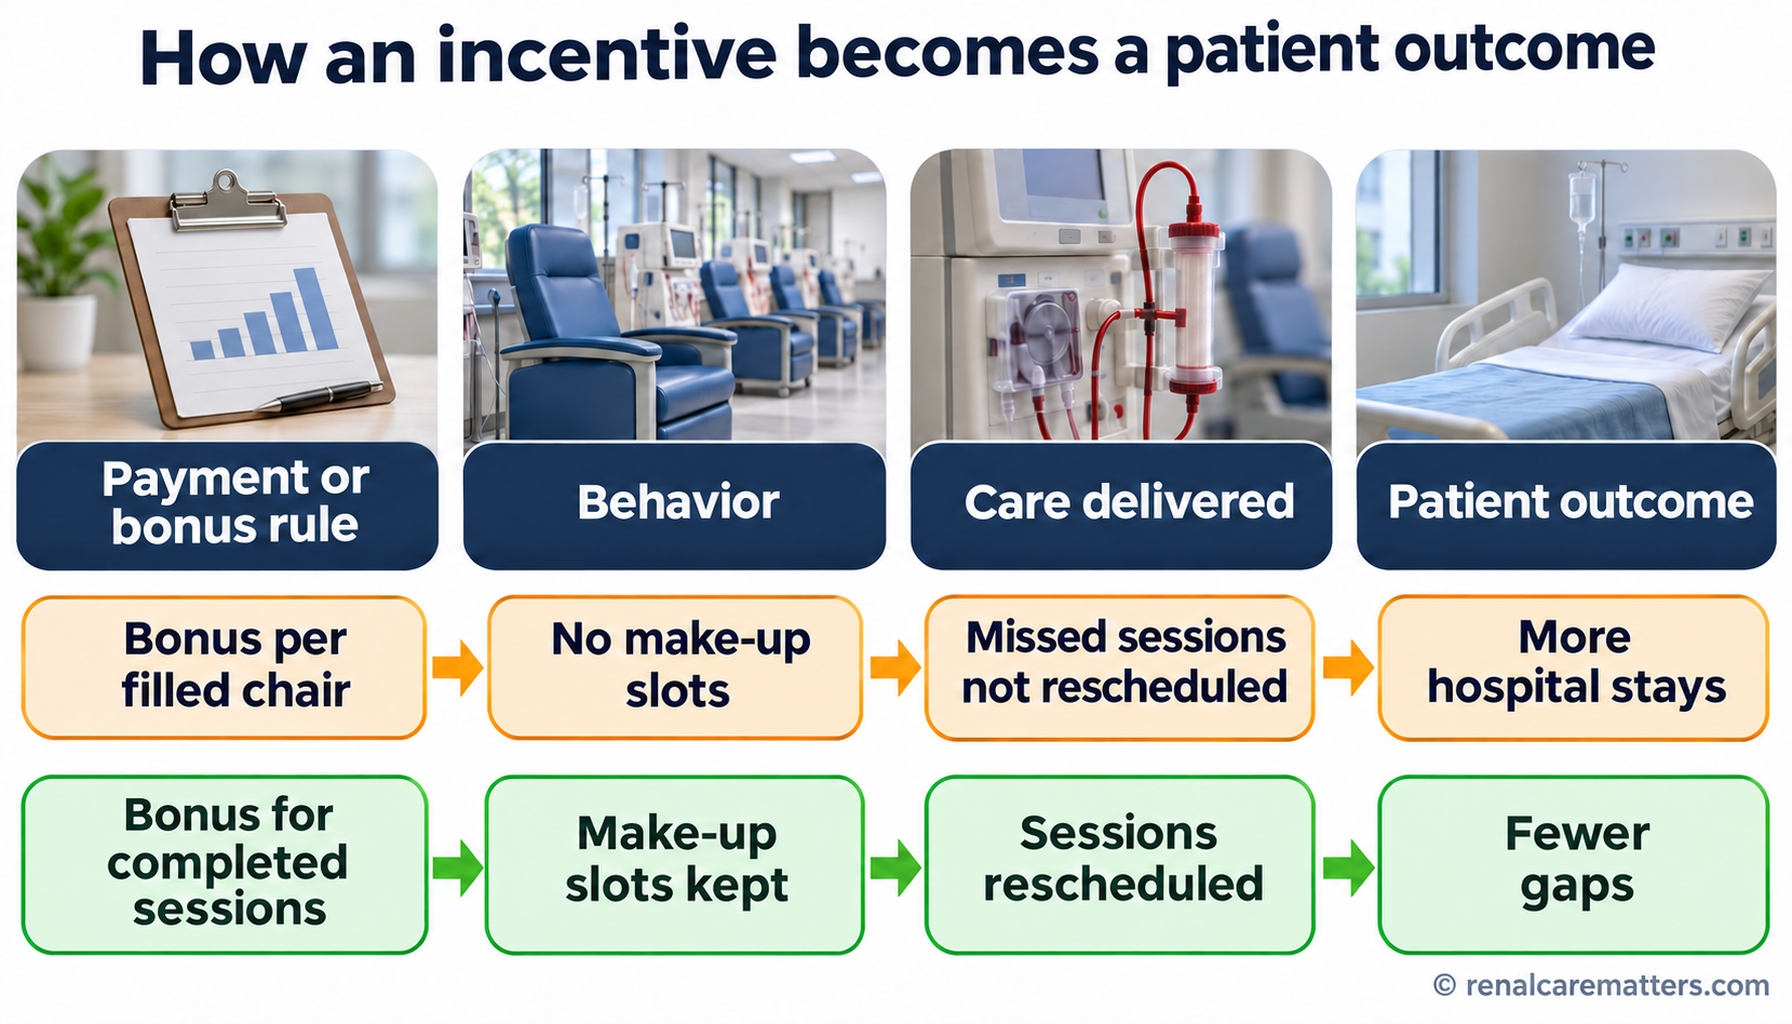 How an incentive becomes a patient outcome
Payment or
bonus rule
Behavior
Care delivered
Patient outcome
Bonus per
filled chair
No make-up
slots
Missed sessions
not rescheduled
More
hospital stays
Bonus for
completed
sessions
Make-up
slots kept
Sessions
rescheduled
Fewer
gaps
© renalcarematters.com